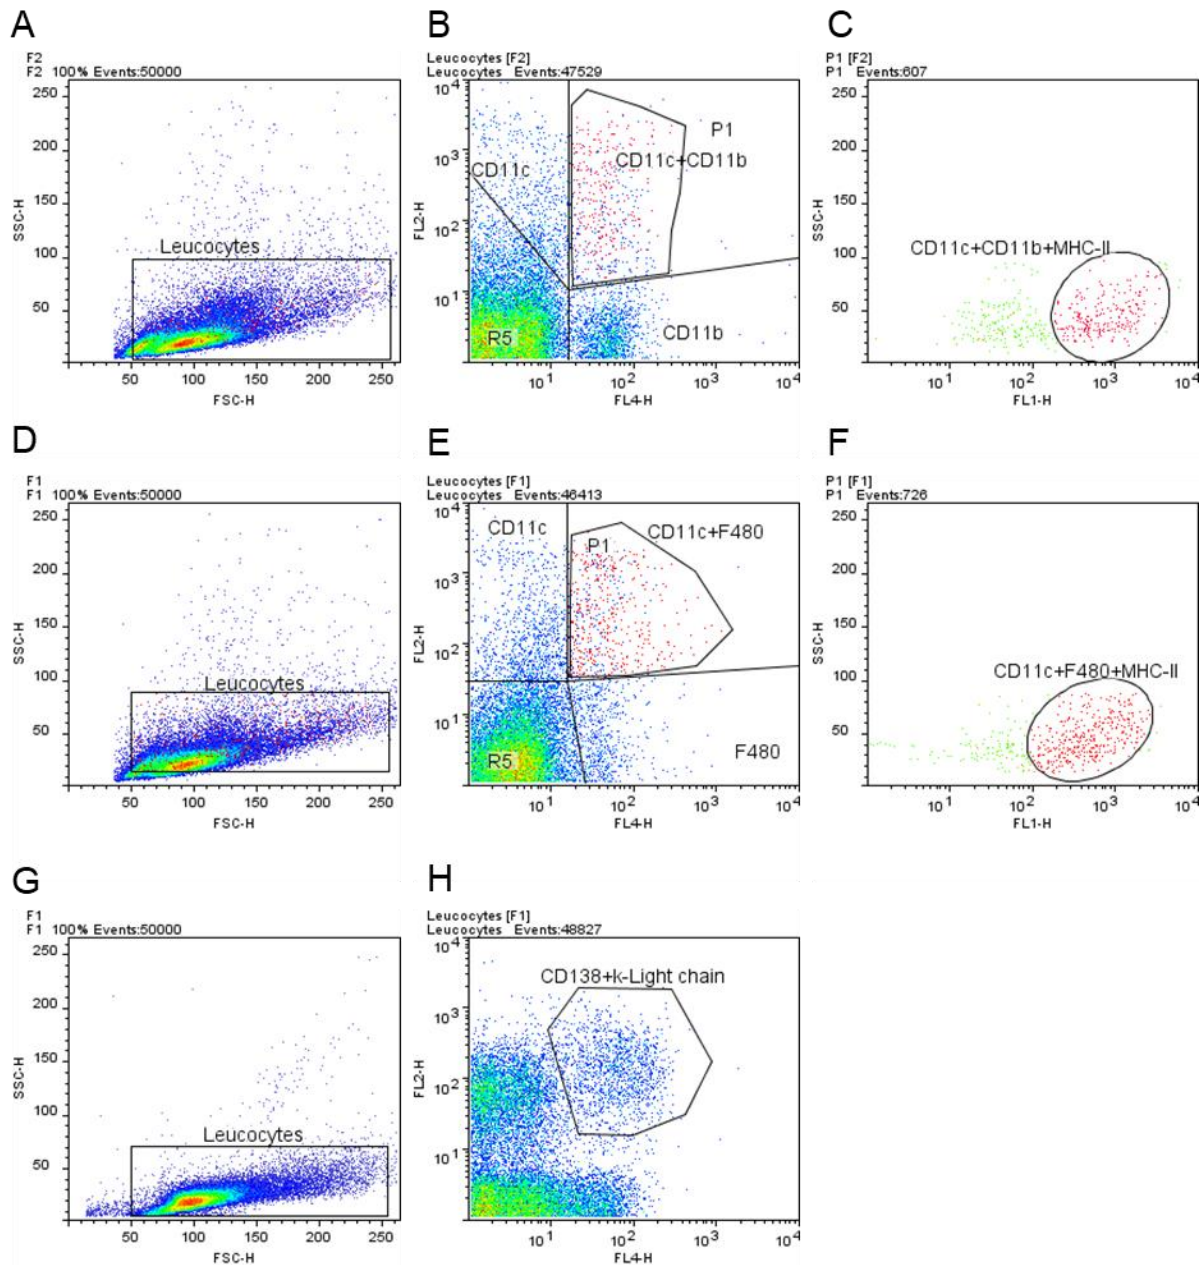 A
F2
F2 100% Events:50000
250
200
150
100
50
SSC-H
Leucocytes
50 100 150 200 250
FSC-H
B
Leucocytes [F2]
Leucocytes Events:47529
10^4
10^3
10^2
10^1
FL2-H
P1
CD11c+CD11b
CD11c
R5
CD11b
10^1 10^2 10^3 10^4
FL4-H
C
P1 [F2]
P1 Events:607
250
200
150
100
50
SSC-H
CD11c+CD11b+MHC-II
10^1 10^2 10^3 10^4
FL1-H
D
F1
F1 100% Events:50000
250
200
150
100
50
SSC-H
Leucocytes
50 100 150 200 250
FSC-H
E
Leucocytes [F1]
Leucocytes Events:46413
10^4
10^3
10^2
10^1
FL2-H
CD11c
P1
CD11c+F480
R5
F480
10^1 10^2 10^3 10^4
FL4-H
F
P1 [F1]
P1 Events:726
250
200
150
100
50
SSC-H
CD11c+F480+MHC-II
10^1 10^2 10^3 10^4
FL1-H
G
F1
F1 100% Events:50000
250
200
150
100
50
SSC-H
Leucocytes
50 100 150 200 250
FSC-H
H
Leucocytes [F1]
Leucocytes Events:48827
10^4
10^3
10^2
10^1
FL2-H
CD138+k-Light chain
10^1 10^2 10^3 10^4
FL4-H